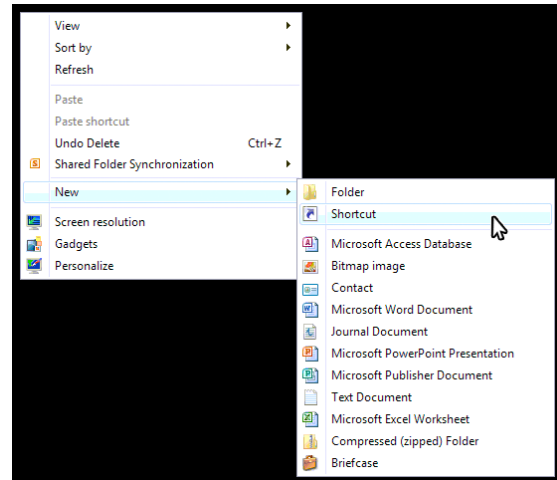 View
Sort by
Refresh
Paste
Paste shortcut
Undo Delete Ctrl+Z
Shared Folder Synchronization
New
Screen resolution
Gadgets
Personalize
Folder
Shortcut
Microsoft Access Database
Bitmap image
Contact
Microsoft Word Document
Journal Document
Microsoft PowerPoint Presentation
Microsoft Publisher Document
Text Document
Microsoft Excel Worksheet
Compressed (zipped) Folder
Briefcase